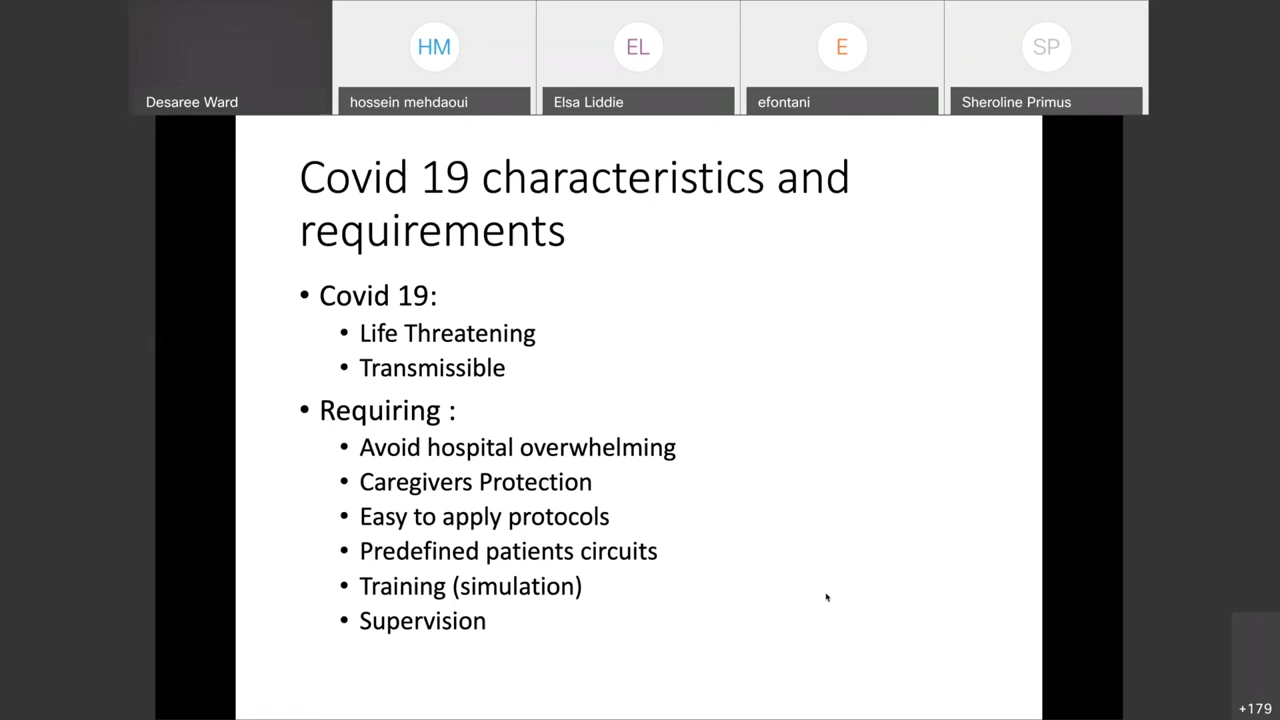 HM
EL
E
SP
Desaree Ward
hossein mehdaoui
Elsa Liddie
efontani
Sheroline Primus
Covid 19 characteristics and
requirements
• Covid 19:
• Life Threatening
• Transmissible
• Requiring :
• Avoid hospital overwhelming
• Caregivers Protection
• Easy to apply protocols
• Predefined patients circuits
• Training (simulation)
• Supervision
+179